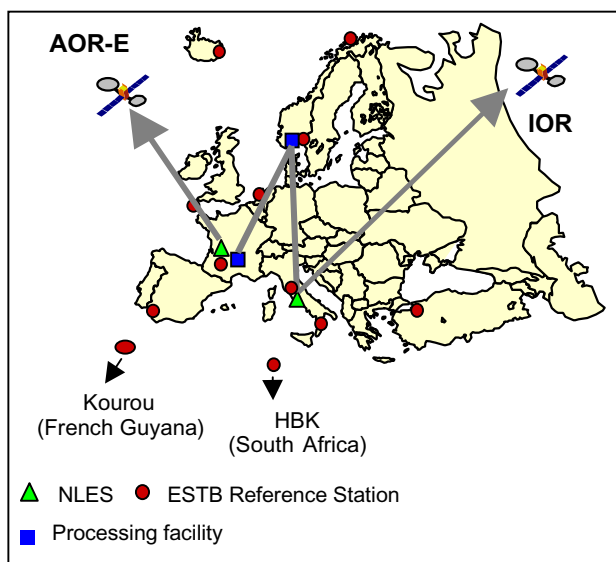 AOR-E
IOR
Kourou
(French Guyana)
HBK
(South Africa)
NLES
ESTB Reference Station
Processing facility